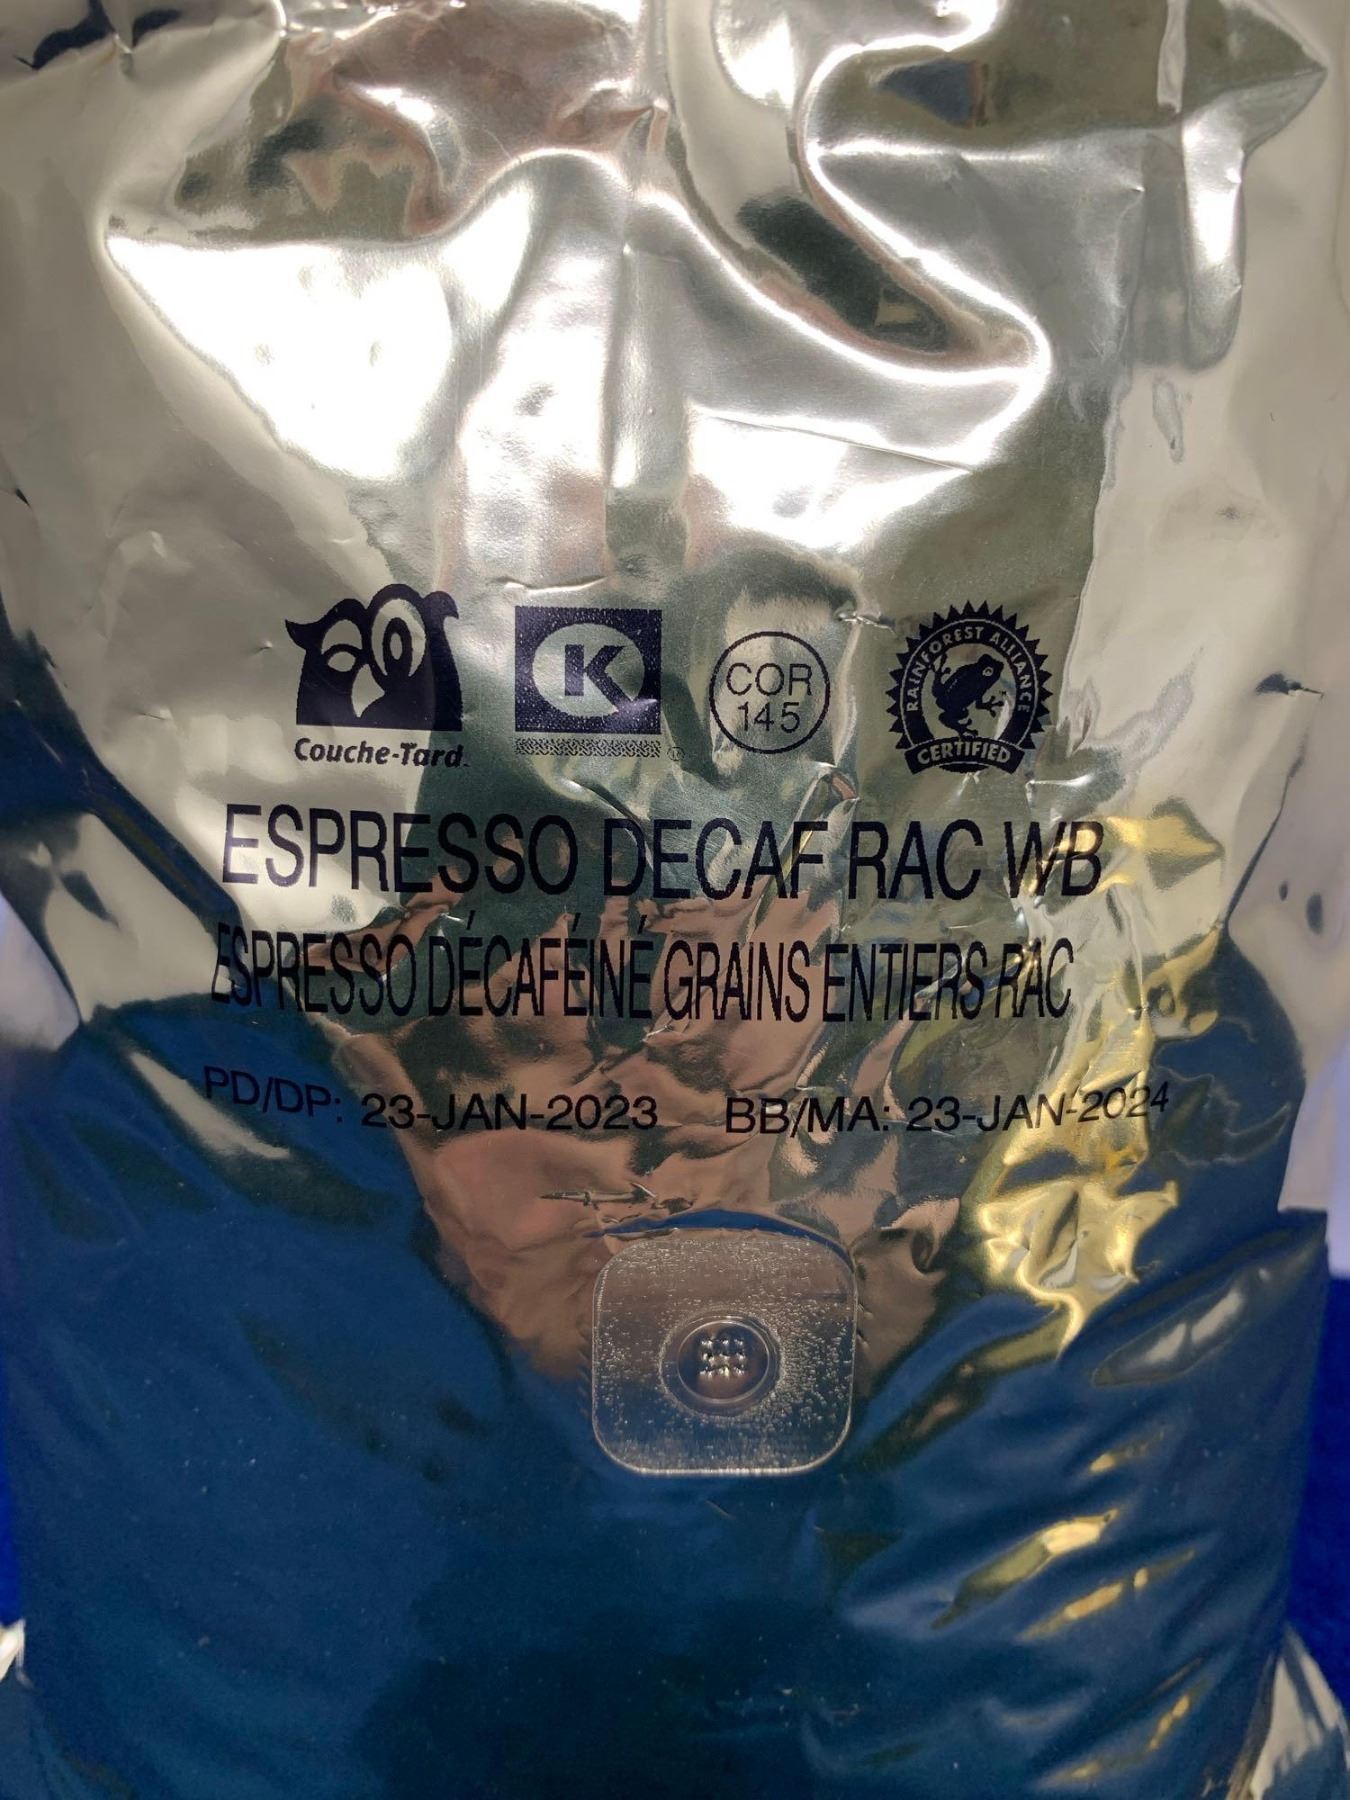 Couche-Tard.
K
®
COR
145
RAINFOREST ALLIANCE
CERTIFIED
ESPRESSO DECAF RAC WB
ESPRESSO DÉCAFÉINÉ GRAINS ENTIERS RAC
PD/DP: 23-JAN-2023 BB/MA: 23-JAN-2024